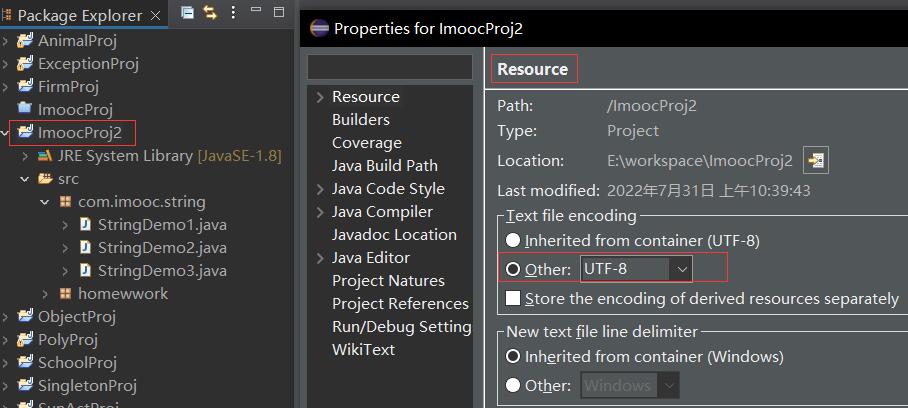 Package Explorer
AnimalProj
ExceptionProj
FirmProj
ImoocProj
ImoocProj2
JRE System Library [JavaSE-1.8]
src
com.imooc.string
StringDemo1.java
StringDemo2.java
StringDemo3.java
homewwork
ObjectProj
PolyProj
SchoolProj
SingletonProj
SunActProj
Properties for ImoocProj2
Resource
Builders
Coverage
Java Build Path
Java Code Style
Java Compiler
Javadoc Location
Java Editor
Project Natures
Project References
Run/Debug Setting
WikiText
Resource
Path: /ImoocProj2
Type: Project
Location: E:\workspace\ImoocProj2
Last modified: 2022年7月31日 上午10:39:43
Text file encoding
Inherited from container (UTF-8)
Other: UTF-8
Store the encoding of derived resources separately
New text file line delimiter
Inherited from container (Windows)
Other: Windows